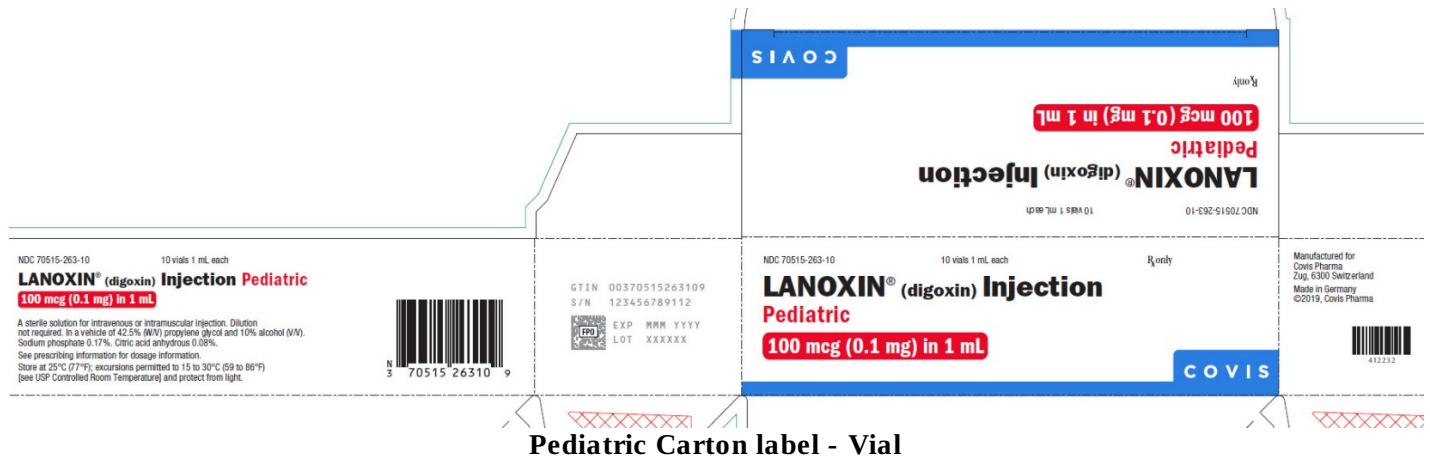 COVIS
Rx only
100 mcg (0.1 mg) in 1 mL
Pediatric
LANOXIN® (digoxin) Injection
10 vials 1 mL each
NDC 70515-263-10
NDC 70515-263-10 10 vials 1 mL each
LANOXIN® (digoxin) Injection Pediatric
100 mcg (0.1 mg) in 1 mL
A sterile solution for intravenous or intramuscular injection. Dilution
not required. In a vehicle of 42.5% (W/V) propylene glycol and 10% alcohol (V/V).
Sodium phosphate 0.17%. Citric acid anhydrous 0.08%.
See prescribing information for dosage information.
Store at 25°C (77°F); excursions permitted to 15 to 30°C (59 to 86°F)
[see USP Controlled Room Temperature] and protect from light.
N
3 70515 26310 9
GTIN 00370515263109
S/N 123456789112
FPO
EXP MMM YYYY
LOT XXXXXX
NDC 70515-263-10 10 vials 1 mL each Rx only
LANOXIN® (digoxin) Injection
Pediatric
100 mcg (0.1 mg) in 1 mL
COVIS
Manufactured for
Covis Pharma
Zug, 6300 Switzerland
Made in Germany
©2019, Covis Pharma
412232
Pediatric Carton label - Vial